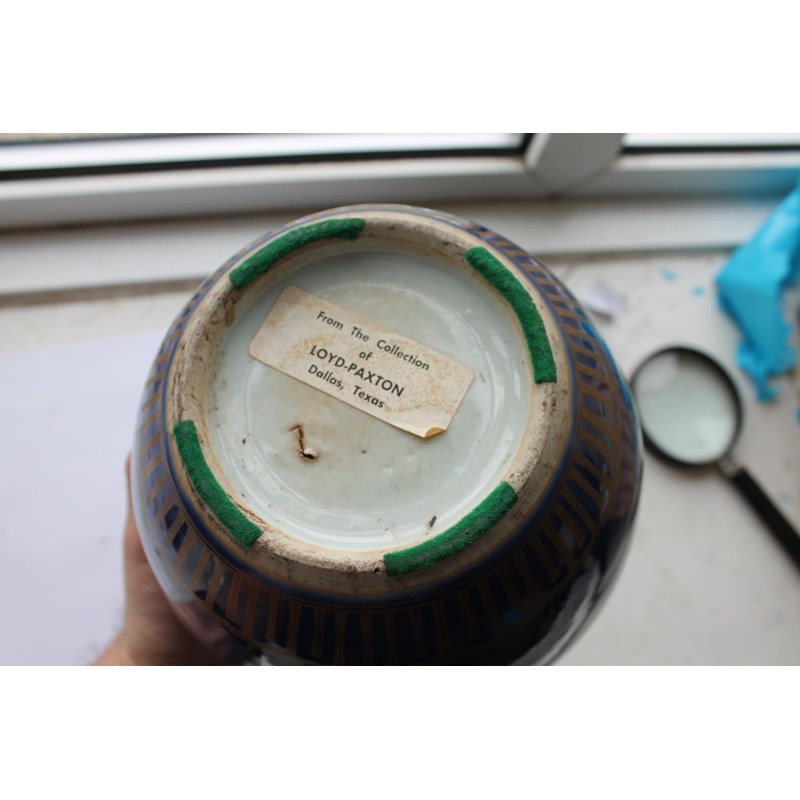 From The Collection
of
LOYD-PAXTON
Dallas, Texas